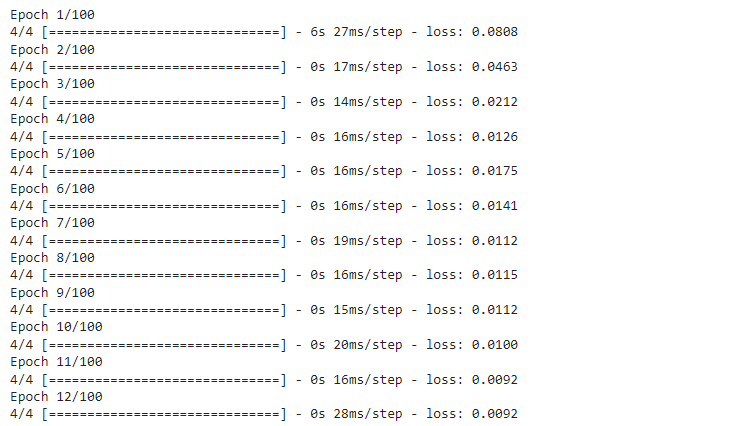 Epoch 1/100
4/4 [==============================] - 6s 27ms/step - loss: 0.0808
Epoch 2/100
4/4 [==============================] - 0s 17ms/step - loss: 0.0463
Epoch 3/100
4/4 [==============================] - 0s 14ms/step - loss: 0.0212
Epoch 4/100
4/4 [==============================] - 0s 16ms/step - loss: 0.0126
Epoch 5/100
4/4 [==============================] - 0s 16ms/step - loss: 0.0175
Epoch 6/100
4/4 [==============================] - 0s 16ms/step - loss: 0.0141
Epoch 7/100
4/4 [==============================] - 0s 19ms/step - loss: 0.0112
Epoch 8/100
4/4 [==============================] - 0s 16ms/step - loss: 0.0115
Epoch 9/100
4/4 [==============================] - 0s 15ms/step - loss: 0.0112
Epoch 10/100
4/4 [==============================] - 0s 20ms/step - loss: 0.0100
Epoch 11/100
4/4 [==============================] - 0s 16ms/step - loss: 0.0092
Epoch 12/100
4/4 [==============================] - 0s 28ms/step - loss: 0.0092